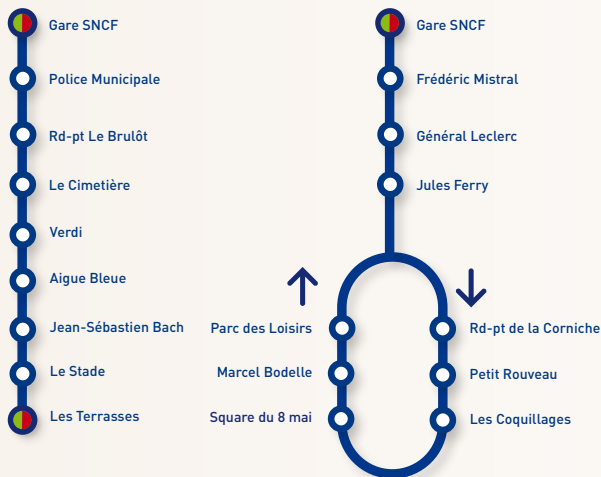 Gare SNCF
Police Municipale
Rd-pt Le Brulôt
Le Cimetière
Verdi
Aigue Bleue
Jean-Sébastien Bach
Le Stade
Les Terrasses
Gare SNCF
Frédéric Mistral
Général Leclerc
Jules Ferry
Parc des Loisirs
Marcel Bodelle
Square du 8 mai
Rd-pt de la Corniche
Petit Rouveau
Les Coquillages